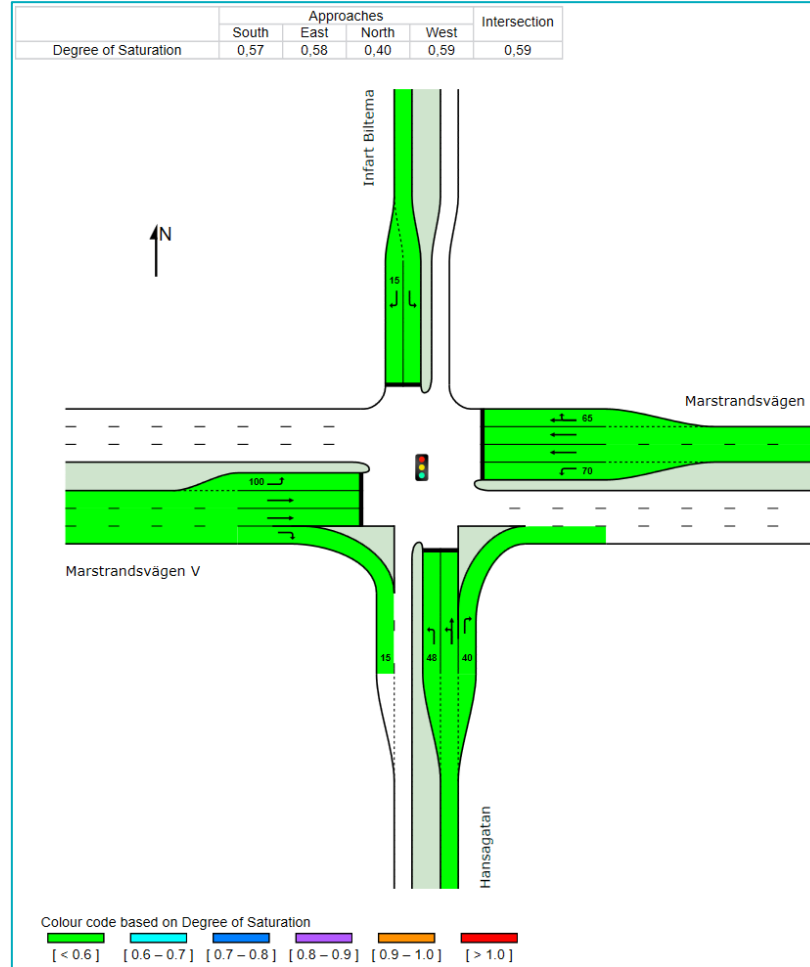 Approaches Intersection
South East North West
Degree of Saturation 0,57 0,58 0,40 0,59 0,59
Infart Biltema
N
15
Marstrandsvägen
65
70
100
Marstrandsvägen V
15 48 40
Hansagatan
Colour code based on Degree of Saturation
[ < 0.6 ] [ 0.6 – 0.7 ] [ 0.7 – 0.8 ] [ 0.8 – 0.9 ] [ 0.9 – 1.0 ] [ > 1.0 ]